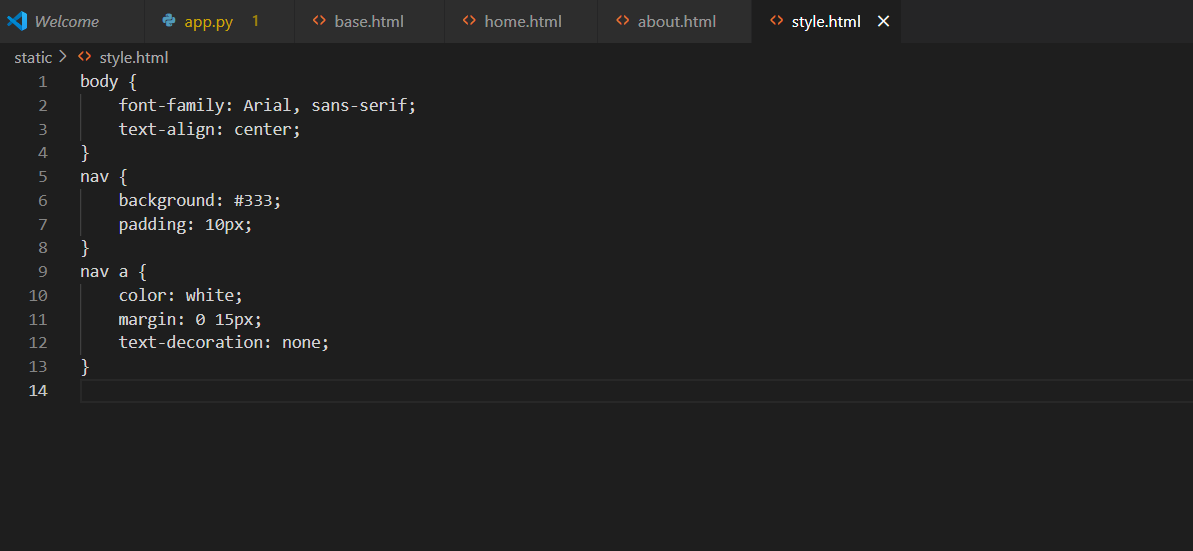 Welcome app.py 1 base.html home.html about.html style.html
static > style.html
1 body {
2     font-family: Arial, sans-serif;
3     text-align: center;
4 }
5 nav {
6     background: #333;
7     padding: 10px;
8 }
9 nav a {
10     color: white;
11     margin: 0 15px;
12     text-decoration: none;
13 }
14